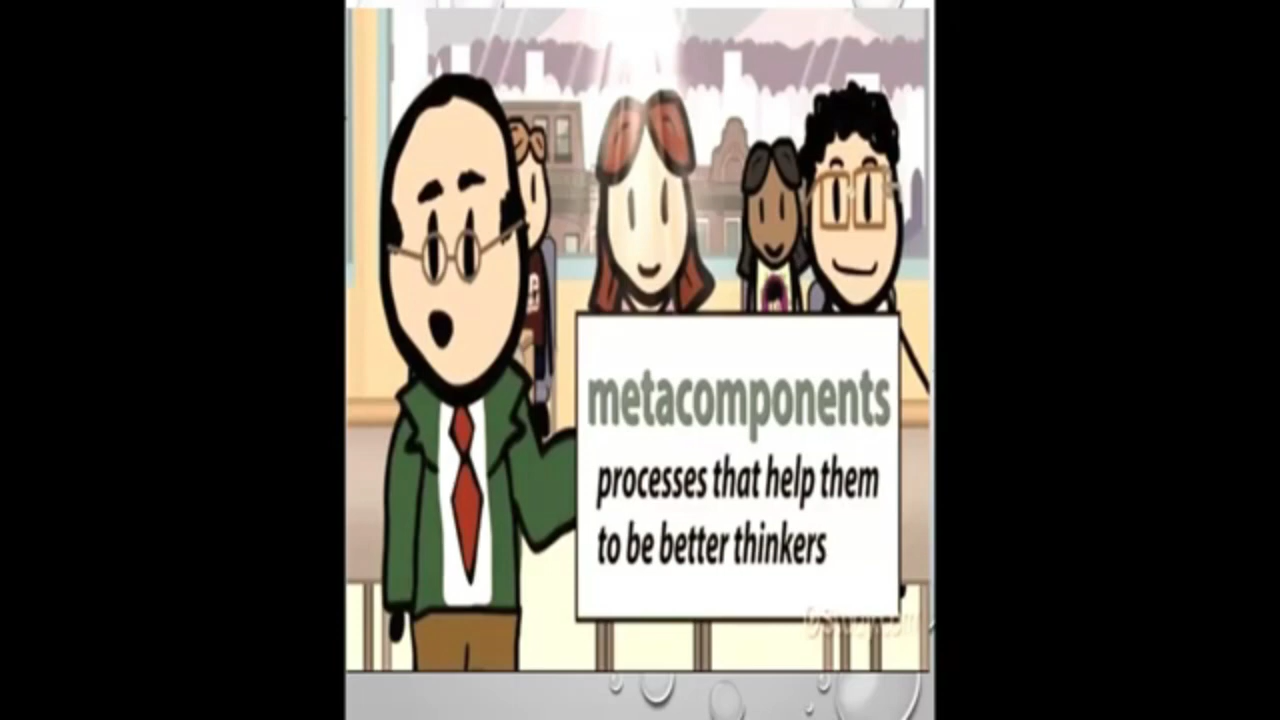 metacomponents
processes that help them
to be better thinkers